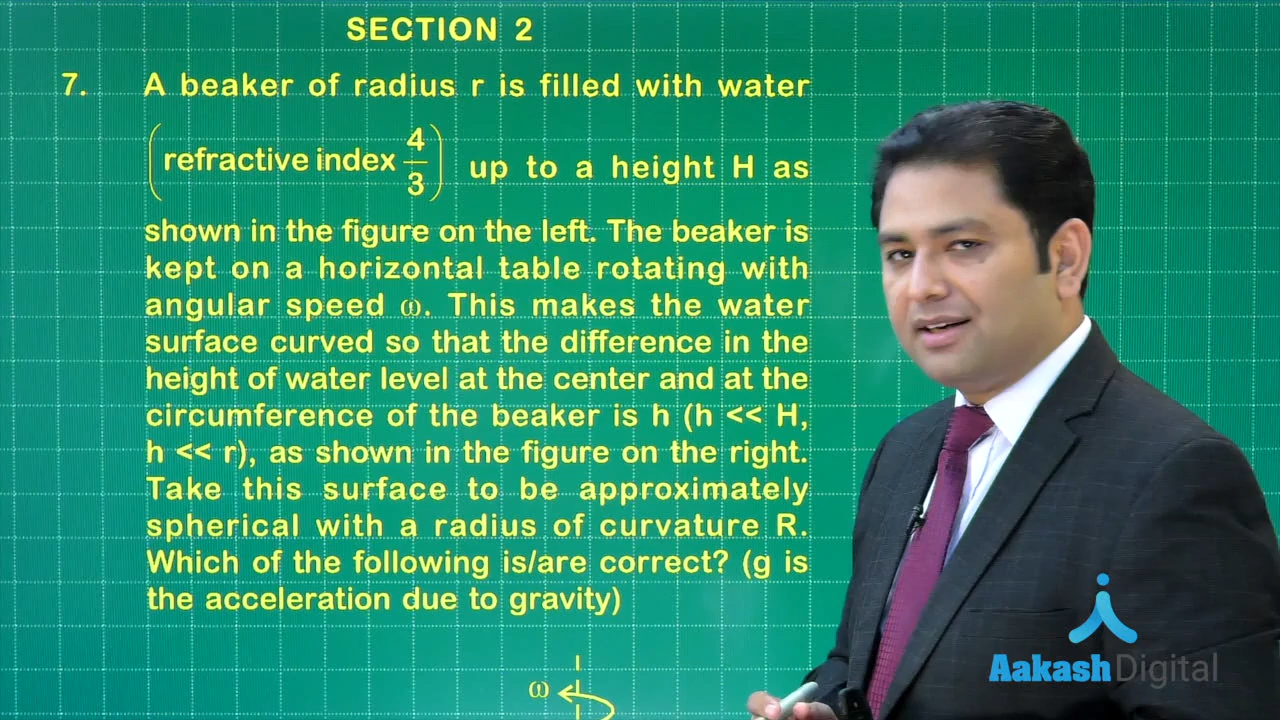 SECTION 2
7. A beaker of radius r is filled with water
(refractive index 4/3) up to a height H as
shown in the figure on the left. The beaker is
kept on a horizontal table rotating with
angular speed ω. This makes the water
surface curved so that the difference in the
height of water level at the center and at the
circumference of the beaker is h (h << H,
h << r), as shown in the figure on the right.
Take this surface to be approximately
spherical with a radius of curvature R.
Which of the following is/are correct? (g is
the acceleration due to gravity)
ω
Aakash Digital